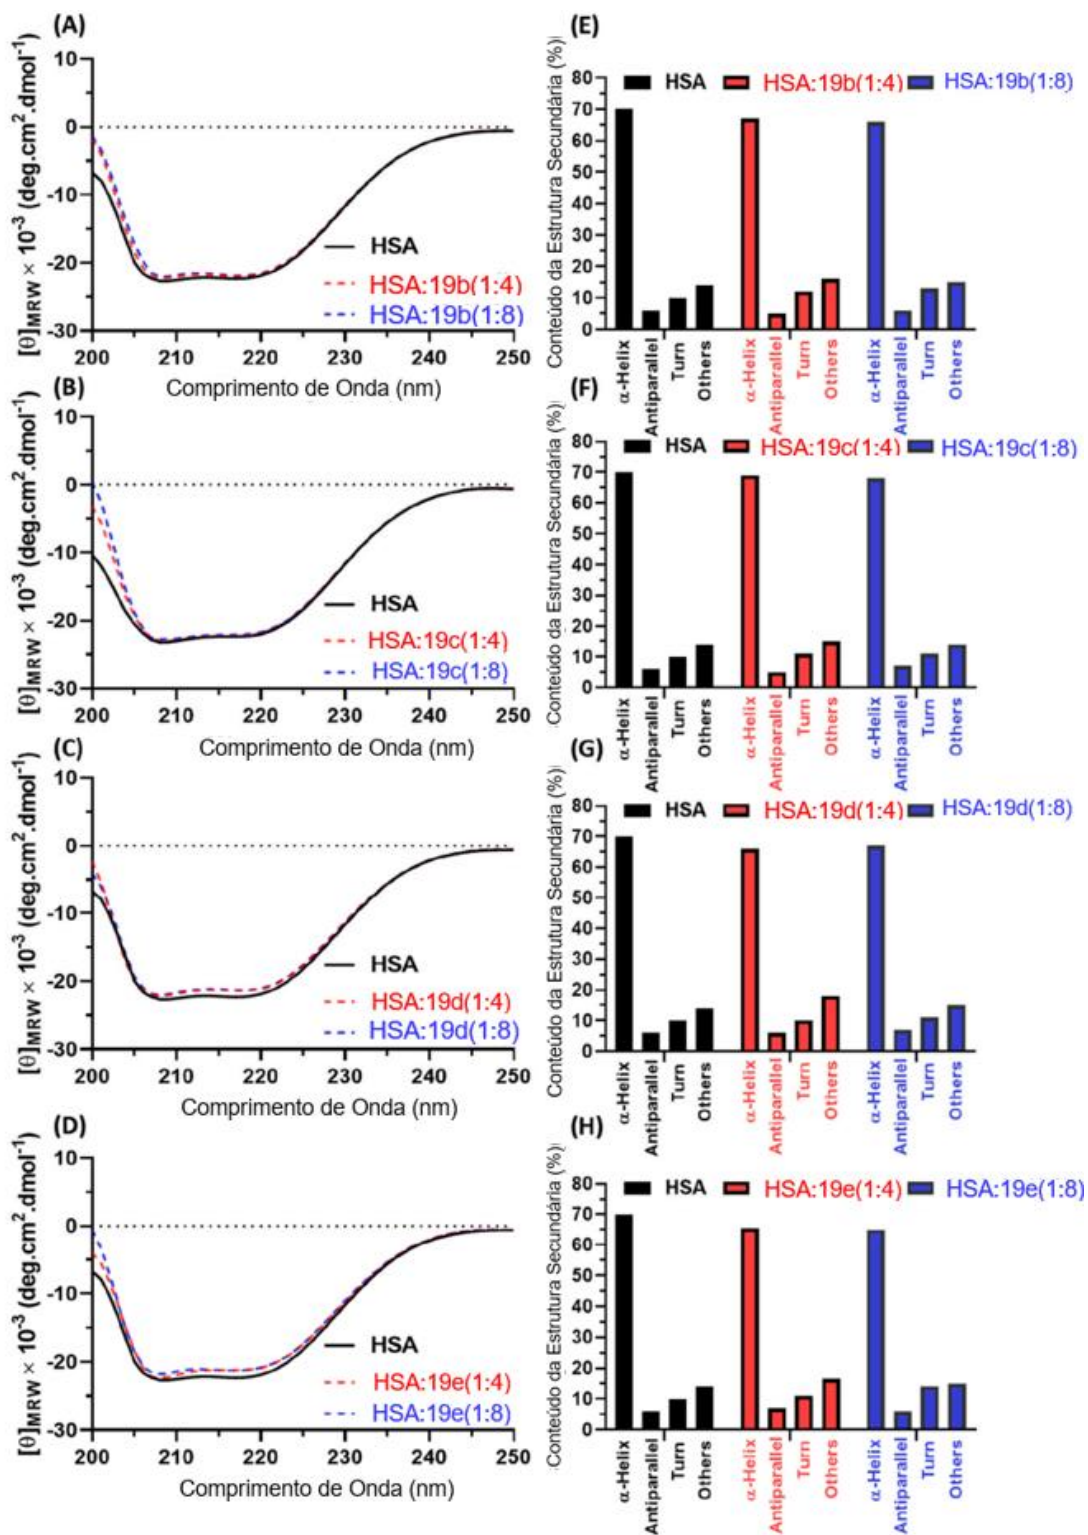 (A)
[θ]MRW × 10⁻³ (deg.cm².dmol⁻¹)
10
0
-10
-20
-30
200 210 220 230 240 250
Comprimento de Onda (nm)
HSA
HSA:19b(1:4)
HSA:19b(1:8)
(E)
Conteúdo da Estrutura Secundária (%)
80
70
60
50
40
30
20
10
0
HSA HSA:19b(1:4) HSA:19b(1:8)
α-Helix Antiparallel Turn Others α-Helix Antiparallel Turn Others α-Helix Antiparallel Turn Others
(B)
[θ]MRW × 10⁻³ (deg.cm².dmol⁻¹)
10
0
-10
-20
-30
200 210 220 230 240 250
Comprimento de Onda (nm)
HSA
HSA:19c(1:4)
HSA:19c(1:8)
(F)
Conteúdo da Estrutura Secundária (%)
80
70
60
50
40
30
20
10
0
HSA HSA:19c(1:4) HSA:19c(1:8)
α-Helix Antiparallel Turn Others α-Helix Antiparallel Turn Others α-Helix Antiparallel Turn Others
(C)
[θ]MRW × 10⁻³ (deg.cm².dmol⁻¹)
10
0
-10
-20
-30
200 210 220 230 240 250
Comprimento de Onda (nm)
HSA
HSA:19d(1:4)
HSA:19d(1:8)
(G)
Conteúdo da Estrutura Secundária (%)
80
70
60
50
40
30
20
10
0
HSA HSA:19d(1:4) HSA:19d(1:8)
α-Helix Antiparallel Turn Others α-Helix Antiparallel Turn Others α-Helix Antiparallel Turn Others
(D)
[θ]MRW × 10⁻³ (deg.cm².dmol⁻¹)
10
0
-10
-20
-30
200 210 220 230 240 250
Comprimento de Onda (nm)
HSA
HSA:19e(1:4)
HSA:19e(1:8)
(H)
Conteúdo da Estrutura Secundária (%)
80
70
60
50
40
30
20
10
0
HSA HSA:19e(1:4) HSA:19e(1:8)
α-Helix Antiparallel Turn Others α-Helix Antiparallel Turn Others α-Helix Antiparallel Turn Others